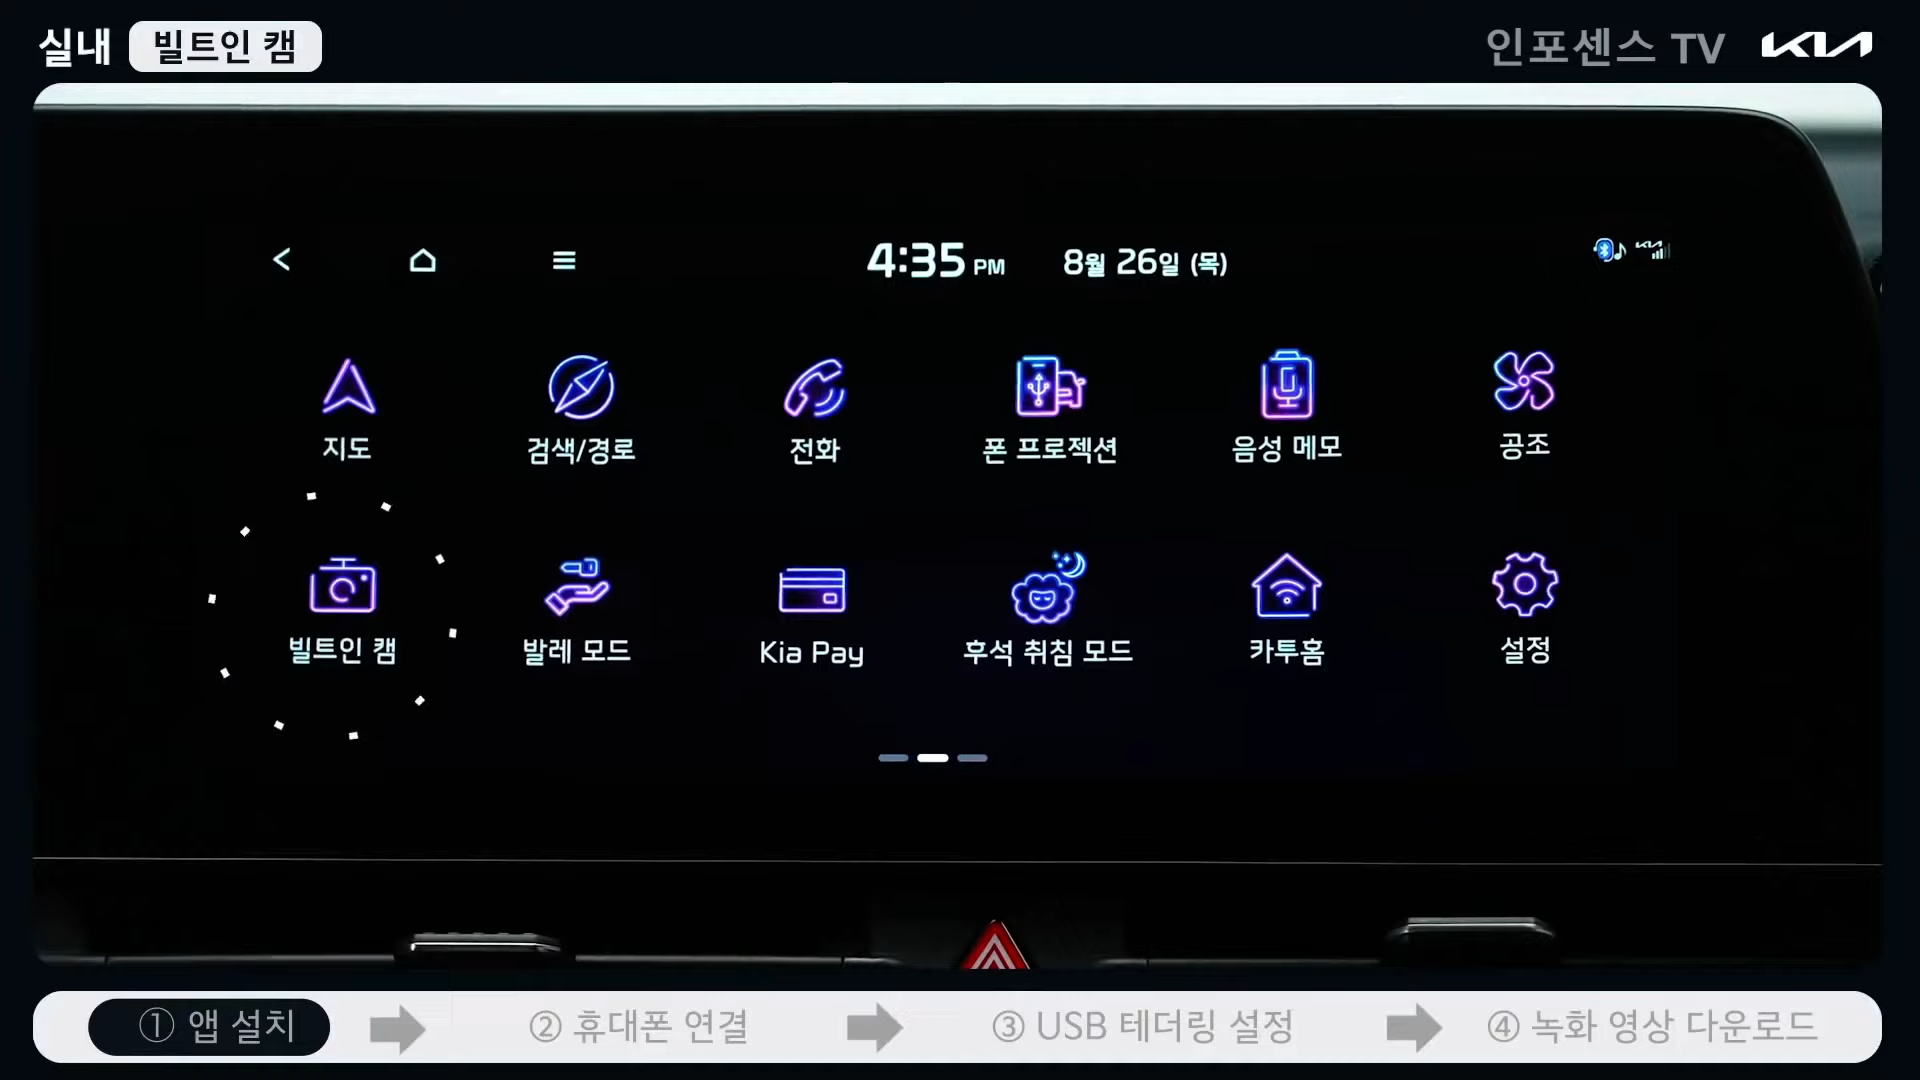 실내 빌트인 캠
인포센스 TV KIA
4:35 PM 8월 26일 (목)
지도 검색/경로 전화 폰 프로젝션 음성 메모 공조
빌트인 캠 발레 모드 Kia Pay 후석 취침 모드 카투홈 설정
① 앱 설치 ② 휴대폰 연결 ③ USB 테더링 설정 ④ 녹화 영상 다운로드